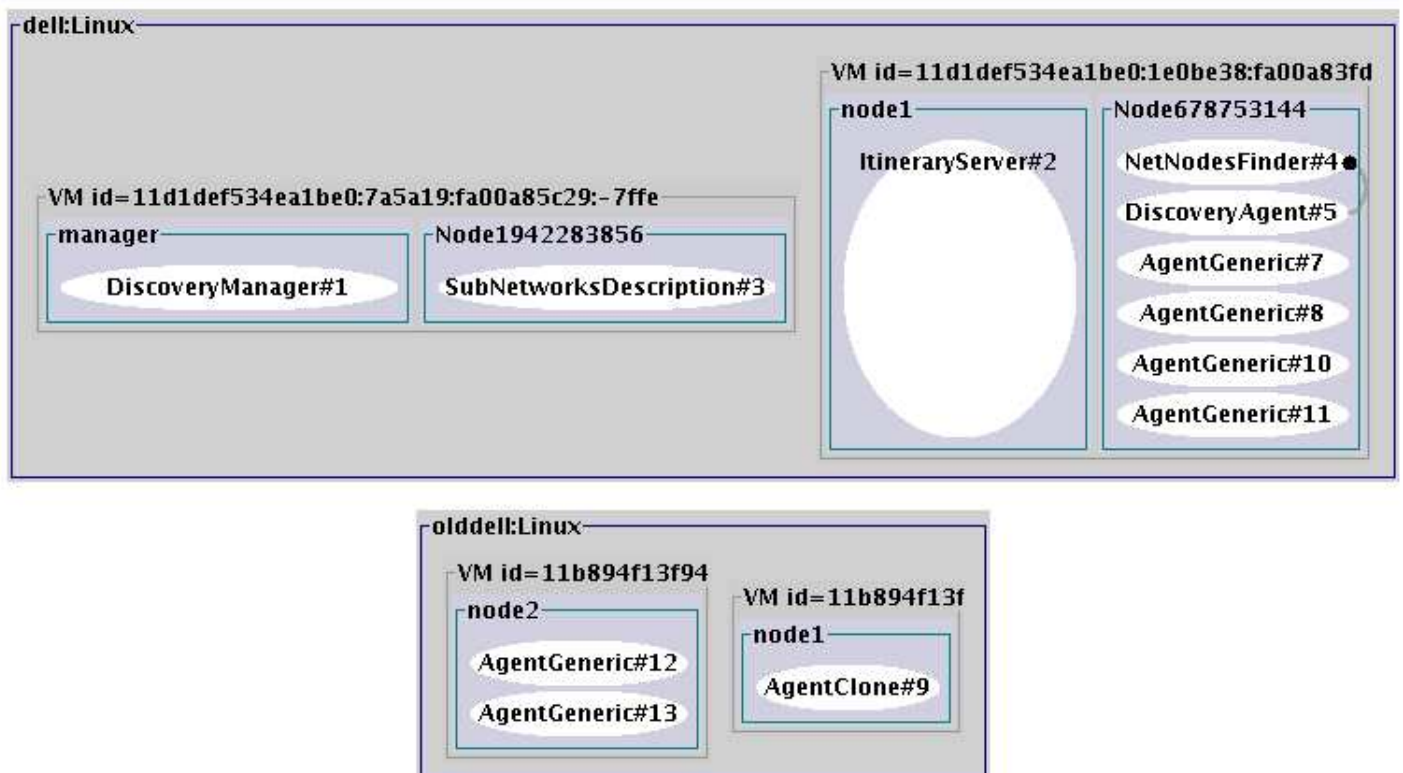 dell:Linux
VM id=11d1def534ea1be0:1e0be38:fa00a83fd
node1
Node678753144
ItineraryServer#2
NetNodesFinder#4
DiscoveryAgent#5
AgentGeneric#7
AgentGeneric#8
AgentGeneric#10
AgentGeneric#11
VM id=11d1def534ea1be0:7a5a19:fa00a85c29:-7ffe
manager
Node1942283856
DiscoveryManager#1
SubNetworksDescription#3
olddell:Linux
VM id=11b894f13f94
node2
AgentGeneric#12
AgentGeneric#13
VM id=11b894f13f
node1
AgentClone#9